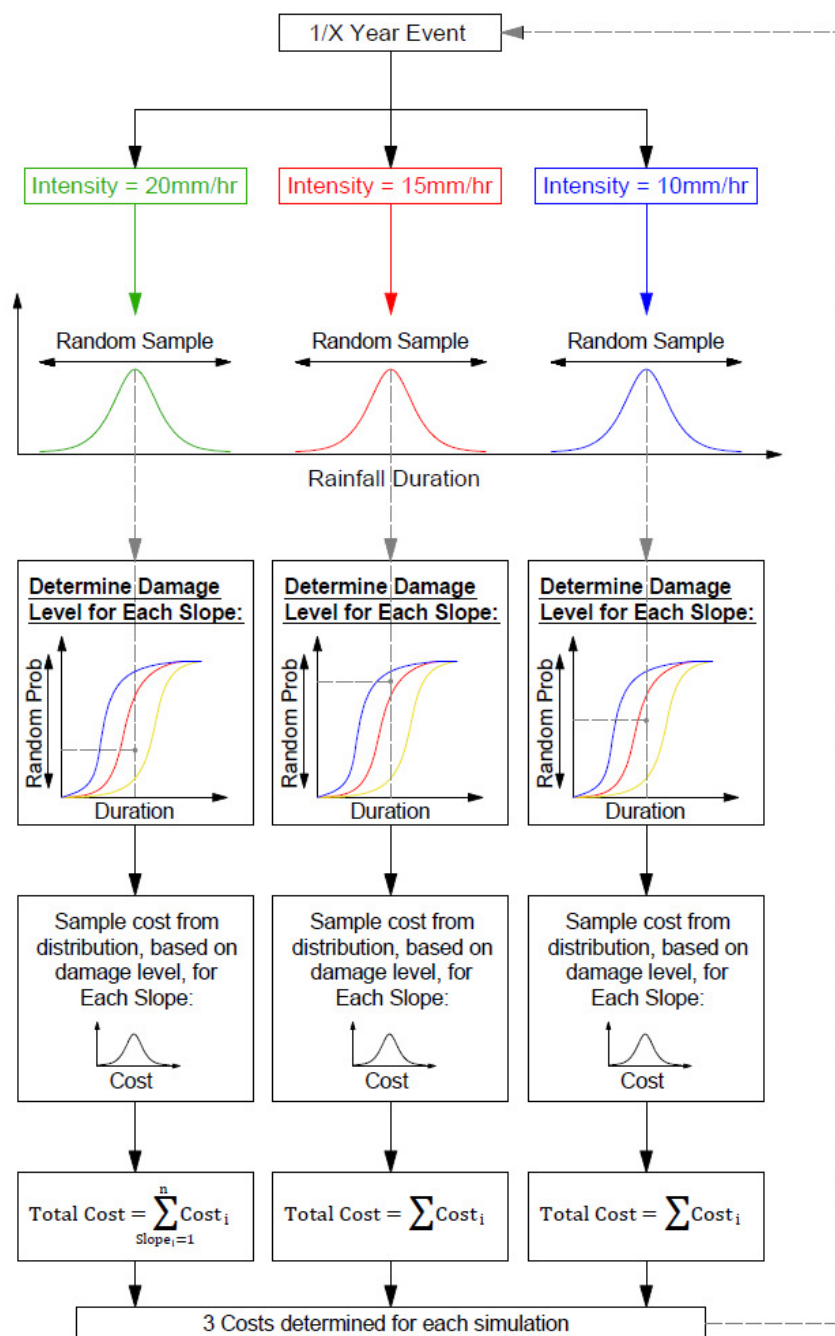 1/X Year Event
Intensity = 20mm/hr
Intensity = 15mm/hr
Intensity = 10mm/hr
Random Sample
Random Sample
Random Sample
Rainfall Duration
Determine Damage
Level for Each Slope:
Random Prob
Duration
Determine Damage
Level for Each Slope:
Random Prob
Duration
Determine Damage
Level for Each Slope:
Random Prob
Duration
Sample cost from
distribution, based on
damage level, for
Each Slope:
Cost
Sample cost from
distribution, based on
damage level, for
Each Slope:
Cost
Sample cost from
distribution, based on
damage level, for
Each Slope:
Cost
n
Total Cost = ∑ Costᵢ
Slopeᵢ=1
Total Cost = ∑ Costᵢ
Total Cost = ∑ Costᵢ
3 Costs determined for each simulation